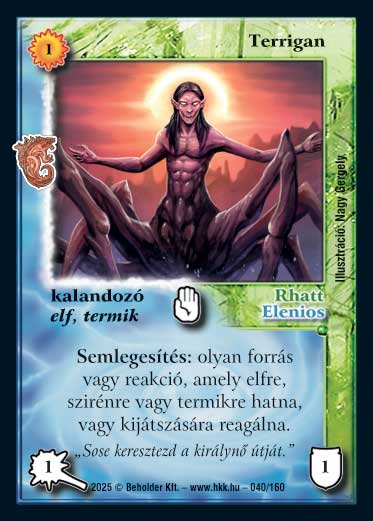 1
Terrigan
Illusztráció: Nagy Gergely
kalandozó
elf, termik
Rhatt
Elenios
Semlegesítés: olyan forrás
vagy reakció, amely elfre,
szirénre vagy termikre hatna,
vagy kijátszására reagálna.
„Sose keresztezd a királynő útját.”
1
1
2025 © Beholder Kft. – www.hkk.hu – 040/160